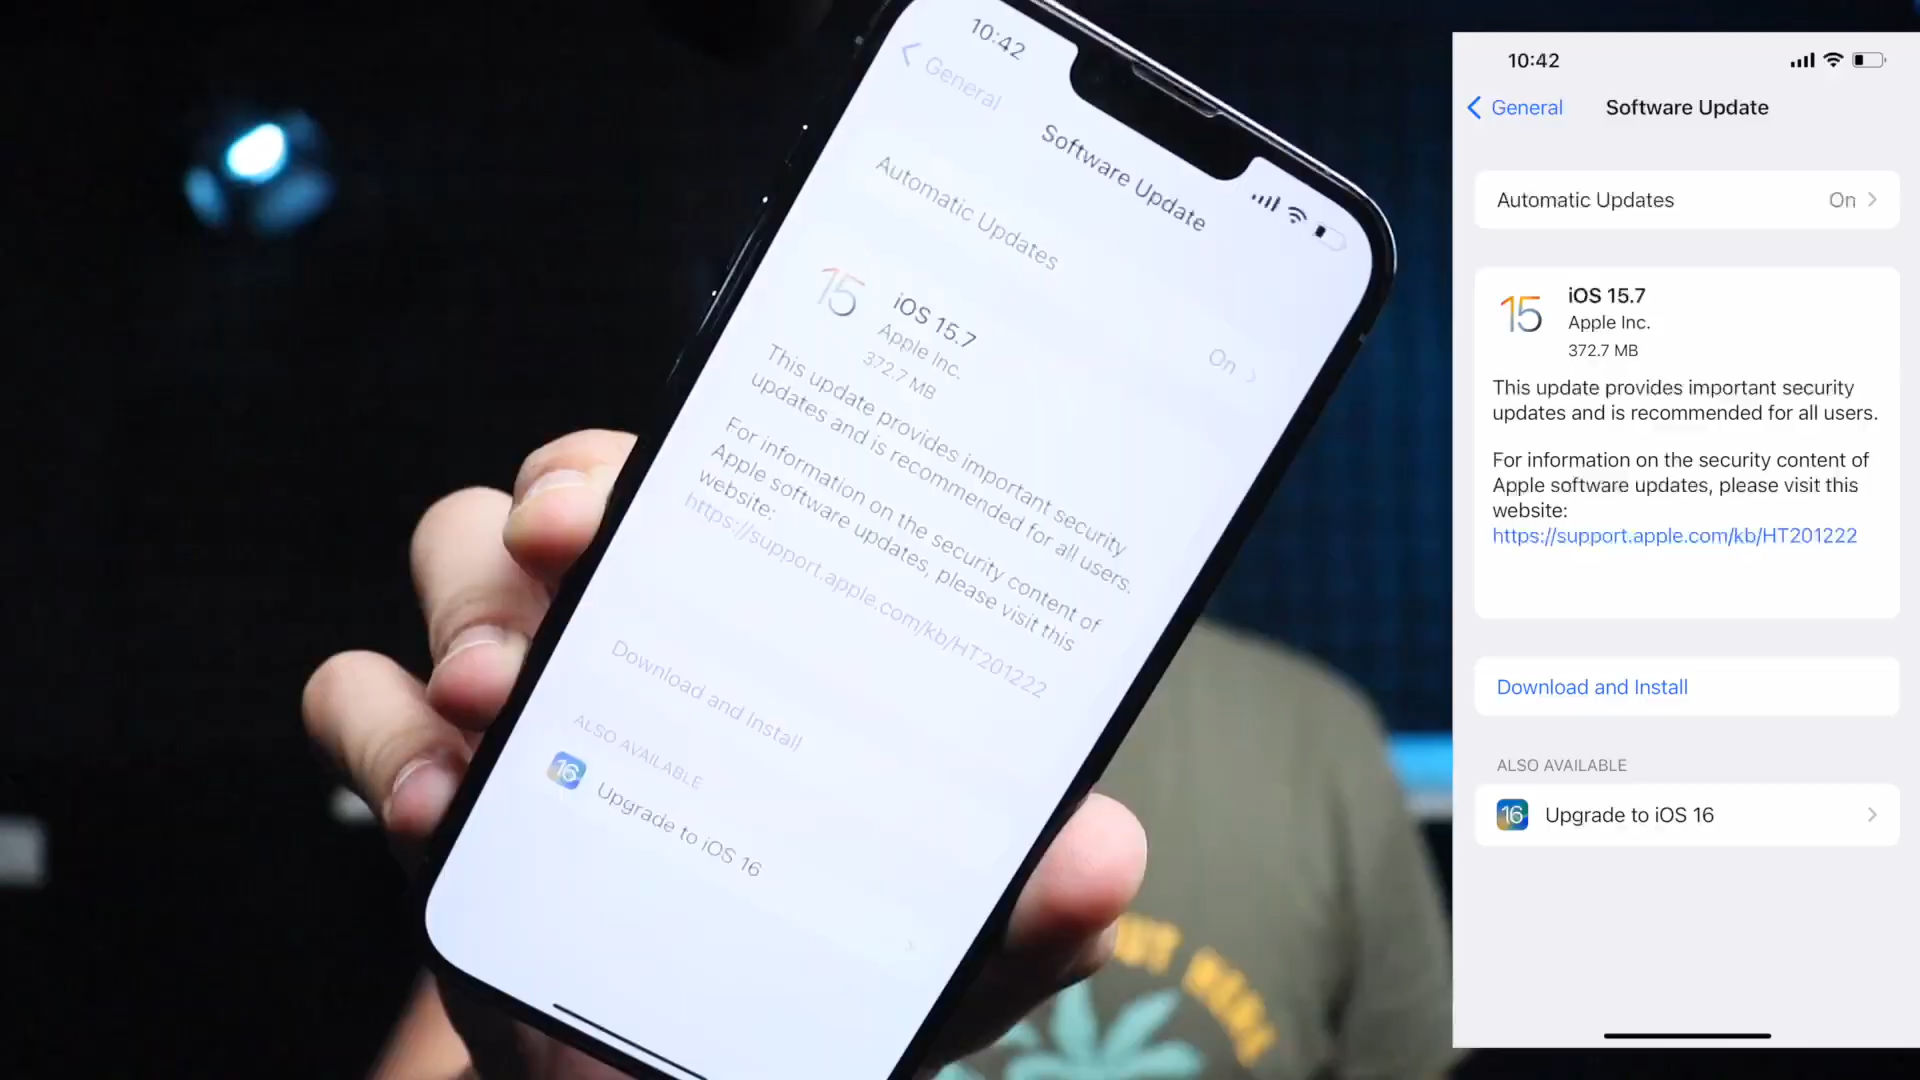 10:42
General
Software Update
Automatic Updates
On
15
iOS 15.7
Apple Inc.
372.7 MB
This update provides important security
updates and is recommended for all users.
For information on the security content of
Apple software updates, please visit this
website:
https://support.apple.com/kb/HT201222
Download and Install
ALSO AVAILABLE
16
Upgrade to iOS 16
10:42
General
Software Update
Automatic Updates
On
15
iOS 15.7
Apple Inc.
372.7 MB
This update provides important security
updates and is recommended for all users.
For information on the security content of
Apple software updates, please visit this
website:
https://support.apple.com/kb/HT201222
Download and Install
ALSO AVAILABLE
16
Upgrade to iOS 16